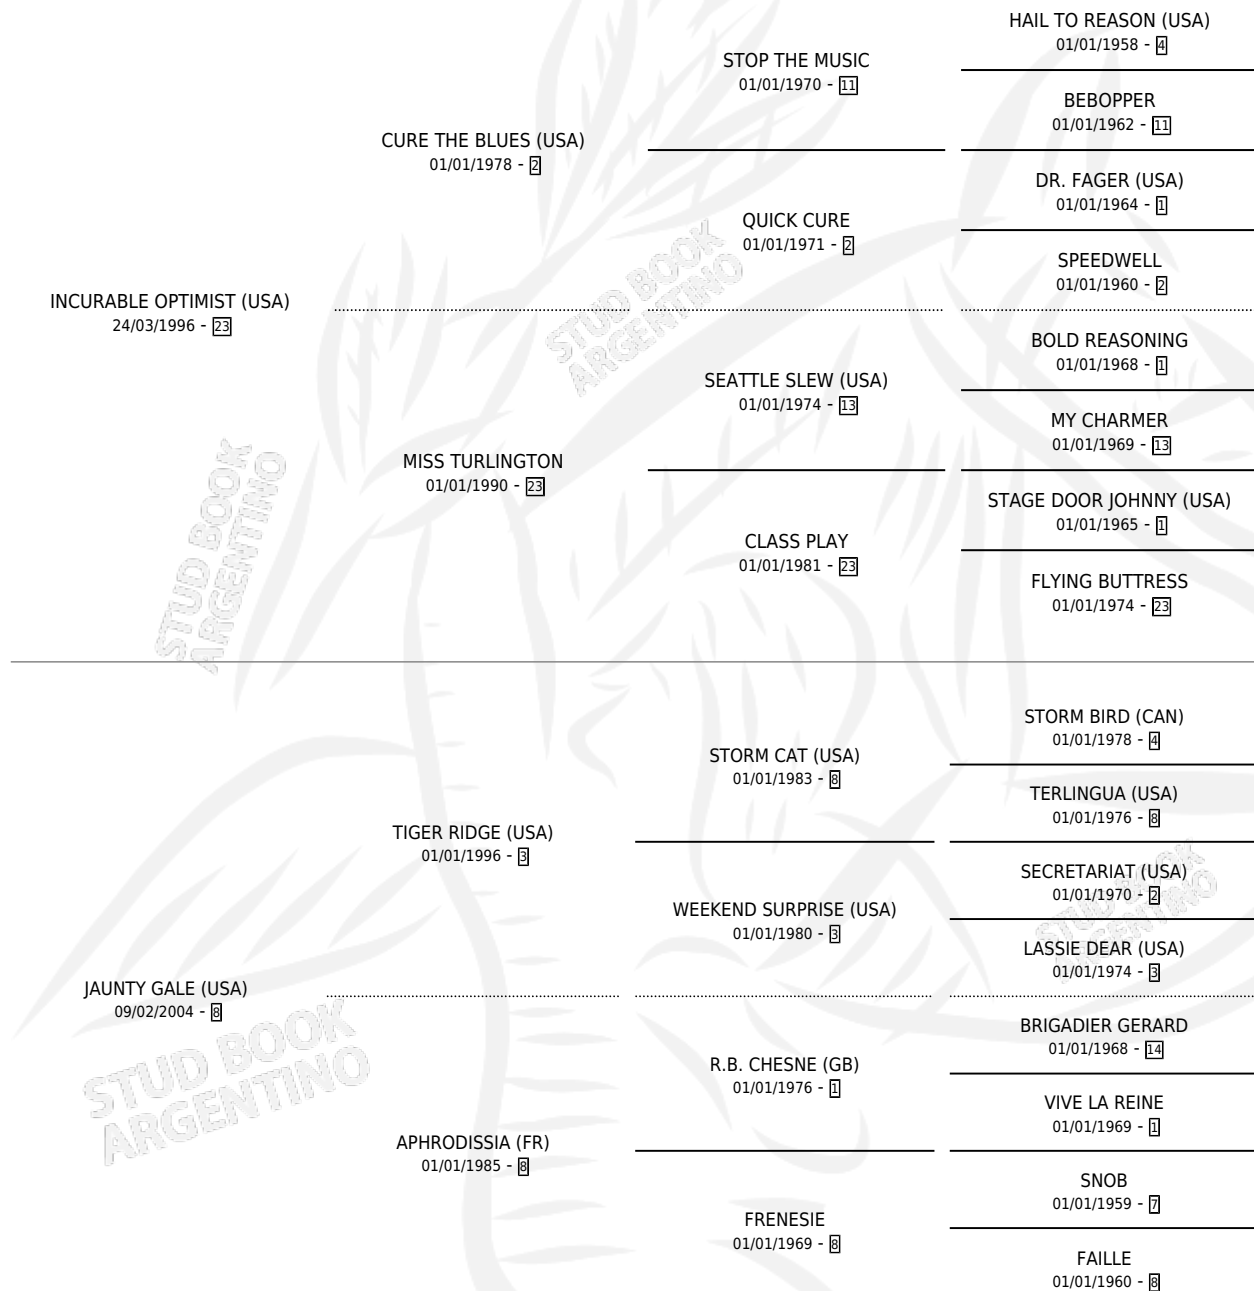 HAIL TO REASON (USA)
01/01/1958 - 4
STOP THE MUSIC
01/01/1970 - 11
BEBOPPER
01/01/1962 - 11
CURE THE BLUES (USA)
01/01/1978 - 2
DR. FAGER (USA)
01/01/1964 - 1
QUICK CURE
01/01/1971 - 2
SPEEDWELL
01/01/1960 - 2
INCURABLE OPTIMIST (USA)
24/03/1996 - 23
BOLD REASONING
01/01/1968 - 1
SEATTLE SLEW (USA)
01/01/1974 - 13
MY CHARMER
01/01/1969 - 13
MISS TURLINGTON
01/01/1990 - 23
STAGE DOOR JOHNNY (USA)
01/01/1965 - 1
CLASS PLAY
01/01/1981 - 23
FLYING BUTTRESS
01/01/1974 - 23
STORM BIRD (CAN)
01/01/1978 - 4
STORM CAT (USA)
01/01/1983 - 8
TERLINGUA (USA)
01/01/1976 - 8
TIGER RIDGE (USA)
01/01/1996 - 3
SECRETARIAT (USA)
01/01/1970 - 2
WEEKEND SURPRISE (USA)
01/01/1980 - 3
LASSIE DEAR (USA)
01/01/1974 - 3
JAUNTY GALE (USA)
09/02/2004 - 8
BRIGADIER GERARD
01/01/1968 - 14
R.B. CHESNE (GB)
01/01/1976 - 1
VIVE LA REINE
01/01/1969 - 1
APHRODISSIA (FR)
01/01/1985 - 8
SNOB
01/01/1959 - 7
FRENESIE
01/01/1969 - 8
FAILLE
01/01/1960 - 8
STUD BOOK
ARGENTINO
STUD BOOK
ARGENTINO
STUD BOOK
ARGENTINO
STUD BOOK
ARGENTINO